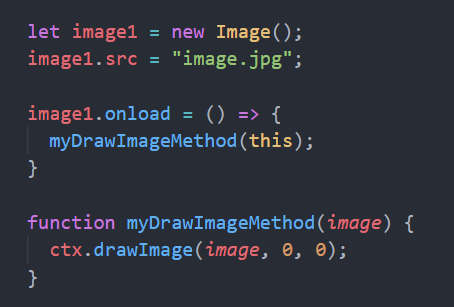 let image1 = new Image();
image1.src = "image.jpg";
image1.onload = () => {
myDrawImageMethod(this);
}
function myDrawImageMethod(image) {
ctx.drawImage(image, 0, 0);
}